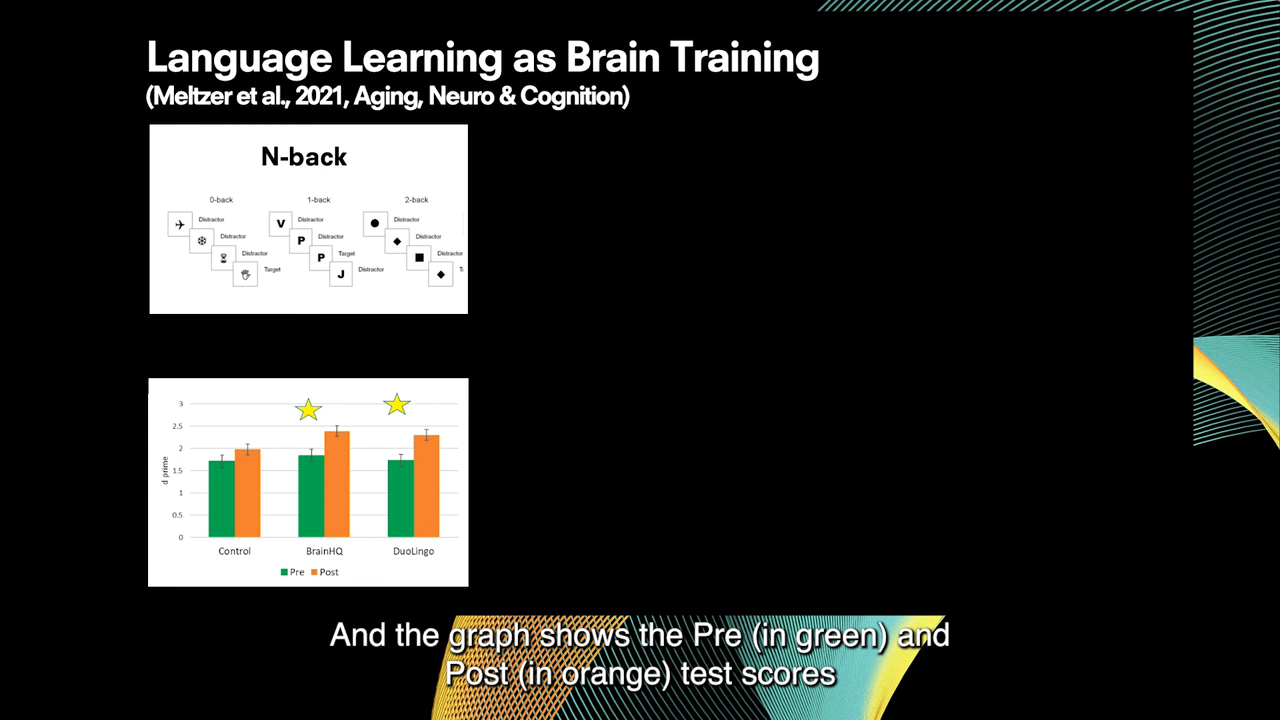 Language Learning as Brain Training
(Meltzer et al., 2021, Aging, Neuro & Cognition)
N-back
0-back 1-back 2-back
Distractor V Distractor Distractor
Distractor P Distractor Distractor
Distractor P Target Distractor
Target J Distractor
3
2.5
2
1.5
1
0.5
0
d prime
Control BrainHQ DuoLingo
Pre Post
And the graph shows the Pre (in green) and
Post (in orange) test scores